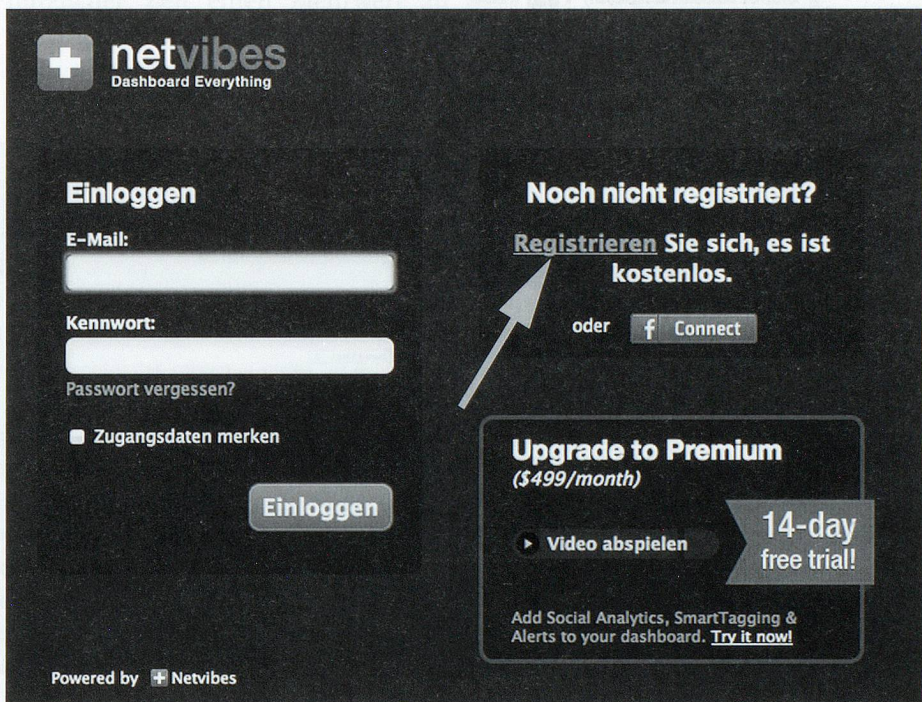 netvibes
Dashboard Everything
Einloggen
E-Mail:
Kennwort:
Passwort vergessen?
Zugangsdaten merken
Einloggen
Noch nicht registriert?
Registrieren Sie sich, es ist
kostenlos.
oder f Connect
Upgrade to Premium
($499/month)
Video abspielen
14-day
free trial!
Add Social Analytics, SmartTagging &
Alerts to your dashboard. Try it now!
Powered by Netvibes